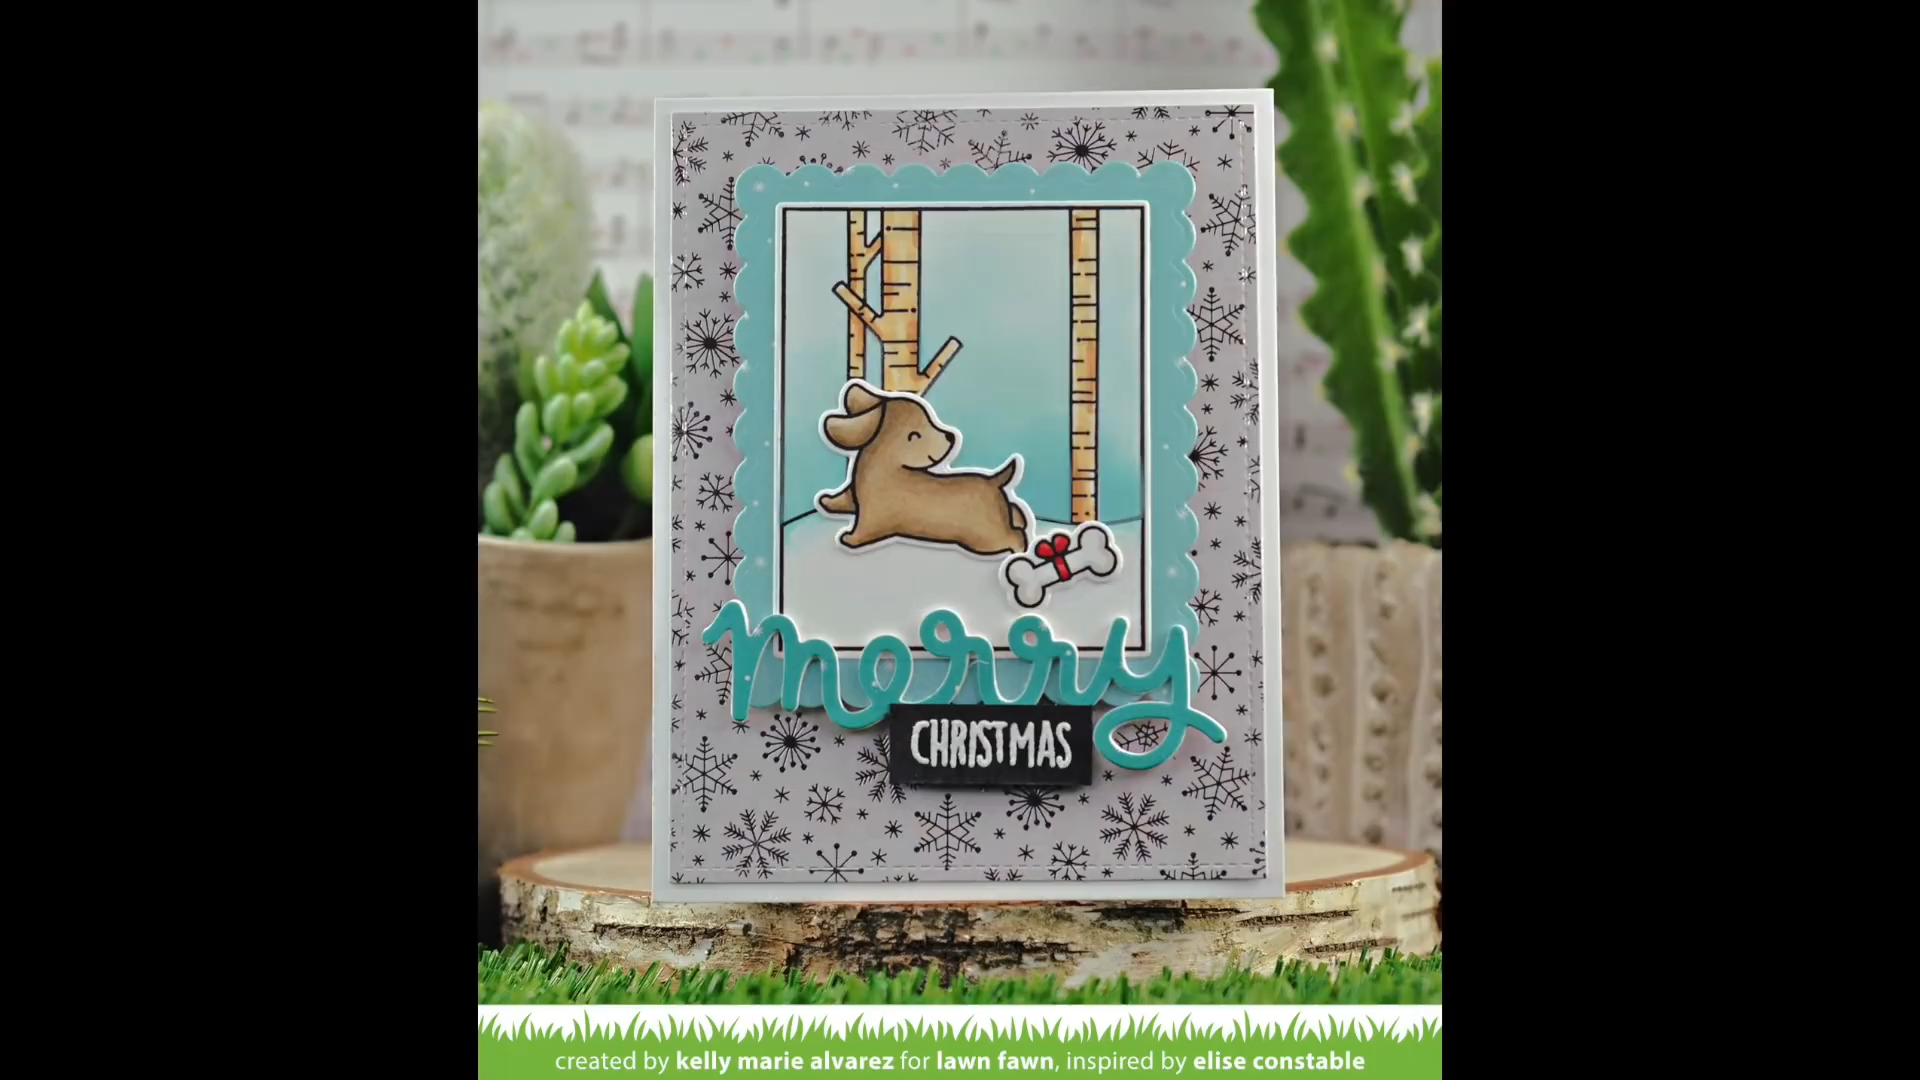 merry
CHRISTMAS
created by kelly marie alvarez for lawn fawn, inspired by elise constable